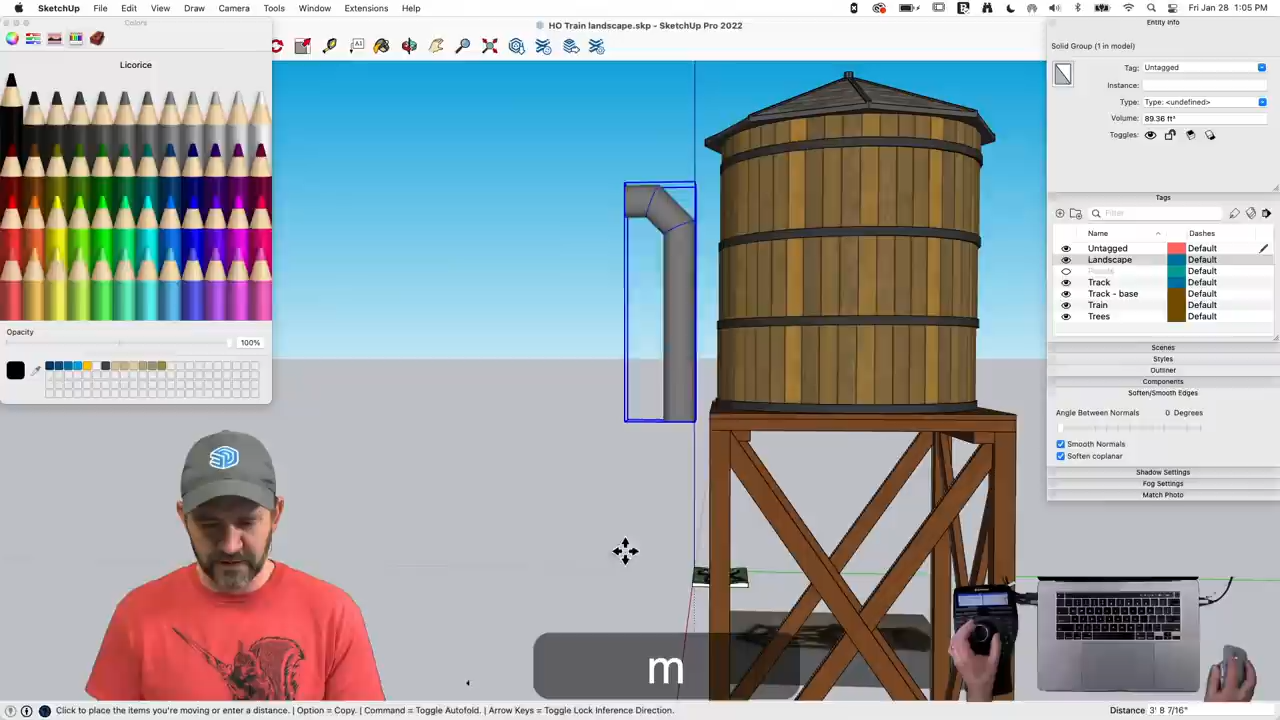 SketchUp File Edit View Draw Camera Tools Window Extensions Help Fri Jan 28 1:05 PM
Colors
HO Train landscape.skp - SketchUp Pro 2022
Licorice
Opacity
100%
Entity Info
Solid Group (1 in model)
Tag: Untagged
Instance:
Type: Type: <undefined>
Volume: 89.36 ft³
Toggles:
Tags
Filter
Name Dashes
Untagged Default
Landscape Default
Default
Track Default
Track - base Default
Train Default
Trees Default
Scenes
Styles
Outliner
Components
Soften/Smooth Edges
Angle Between Normals 0 Degrees
Smooth Normals
Soften coplanar
Shadow Settings
Fog Settings
Match Photo
m
Click to place the items you're moving or enter a distance. | Option = Copy. | Command = Toggle Autofold. | Arrow Keys = Toggle Lock Inference Direction. Distance 3' 8 7/16"